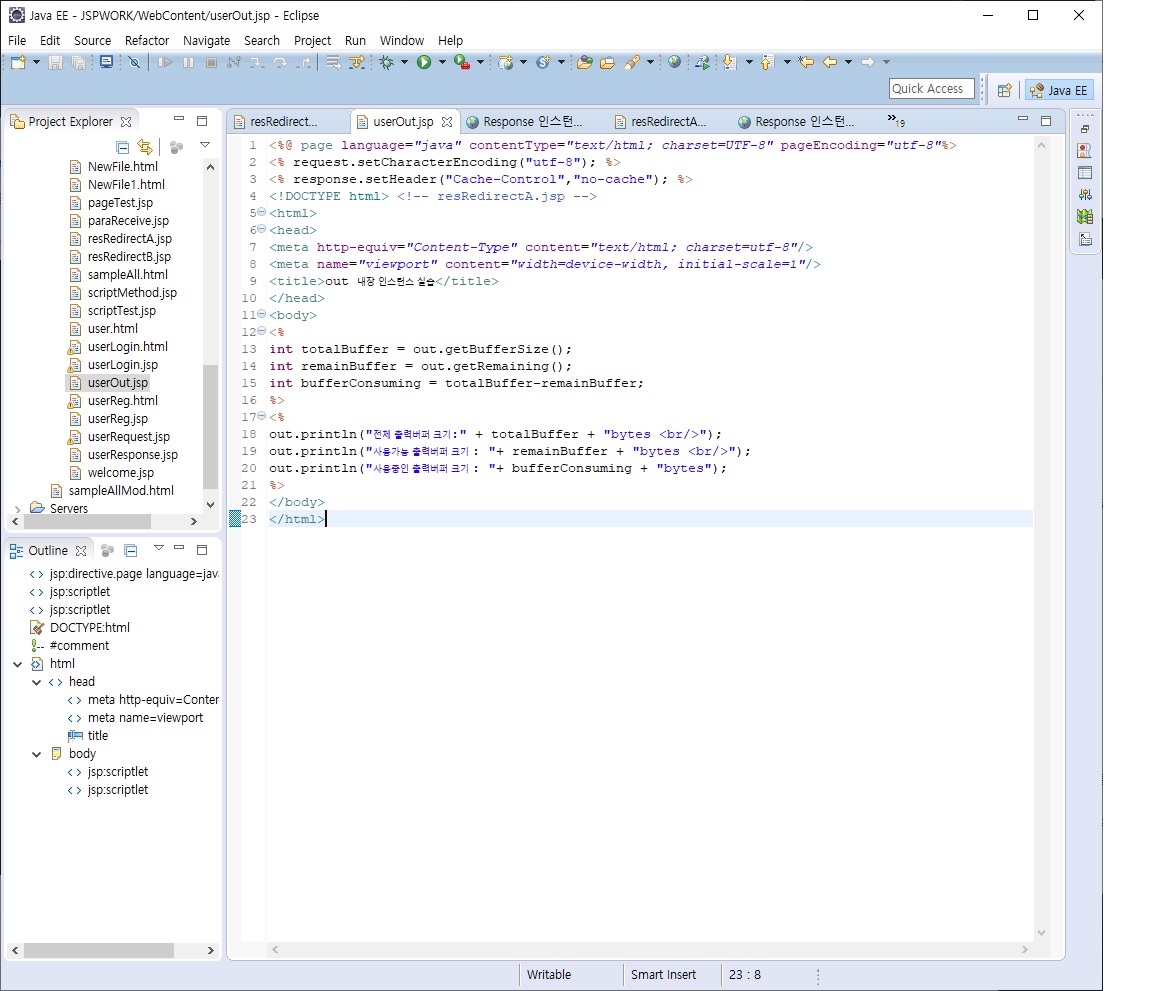 Java EE - JSPWORK/WebContent/userOut.jsp - Eclipse
File Edit Source Refactor Navigate Search Project Run Window Help
Quick Access
Java EE
Project Explorer
NewFile.html
NewFile1.html
pageTest.jsp
paraReceive.jsp
resRedirectA.jsp
resRedirectB.jsp
sampleAll.html
scriptMethod.jsp
scriptTest.jsp
user.html
userLogin.html
userLogin.jsp
userOut.jsp
userReg.html
userReg.jsp
userRequest.jsp
userResponse.jsp
welcome.jsp
sampleAllMod.html
Servers
Outline
jsp:directive.page language=jav
jsp:scriptlet
jsp:scriptlet
DOCTYPE:html
#comment
html
head
meta http-equiv=Conter
meta name=viewport
title
body
jsp:scriptlet
jsp:scriptlet
resRedirect... userOut.jsp Response 인스턴... resRedirectA... Response 인스턴... »19
1 <%@ page language="java" contentType="text/html; charset=UTF-8" pageEncoding="utf-8"%>
2 <% request.setCharacterEncoding("utf-8"); %>
3 <% response.setHeader("Cache-Control","no-cache"); %>
4 <!DOCTYPE html> <!-- resRedirectA.jsp -->
5 <html>
6 <head>
7 <meta http-equiv="Content-Type" content="text/html; charset=utf-8"/>
8 <meta name="viewport" content="width=device-width, initial-scale=1"/>
9 <title>out 내장 인스턴스 실습</title>
10 </head>
11 <body>
12 <%
13 int totalBuffer = out.getBufferSize();
14 int remainBuffer = out.getRemaining();
15 int bufferConsuming = totalBuffer-remainBuffer;
16 %>
17 <%
18 out.println("전체 출력버퍼 크기:" + totalBuffer + "bytes <br/>");
19 out.println("사용가능 출력버퍼 크기 : "+ remainBuffer + "bytes <br/>");
20 out.println("사용중인 출력버퍼 크기 : "+ bufferConsuming + "bytes");
21 %>
22 </body>
23 </html>
Writable Smart Insert 23 : 8